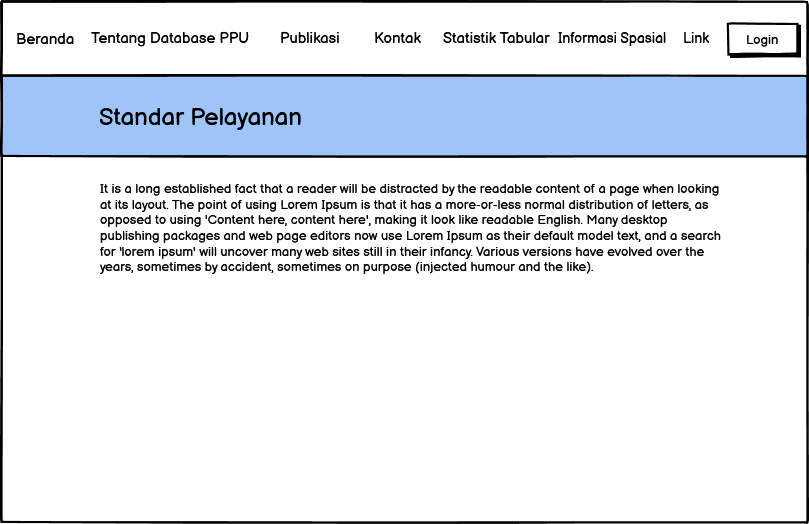 Beranda Tentang Database PPU Publikasi Kontak Statistik Tabular Informasi Spasial Link Login
Standar Pelayanan
It is a long established fact that a reader will be distracted by the readable content of a page when looking
at its layout. The point of using Lorem Ipsum is that it has a more-or-less normal distribution of letters, as
opposed to using 'Content here, content here', making it look like readable English. Many desktop
publishing packages and web page editors now use Lorem Ipsum as their default model text, and a search
for 'lorem ipsum' will uncover many web sites still in their infancy. Various versions have evolved over the
years, sometimes by accident, sometimes on purpose (injected humour and the like).